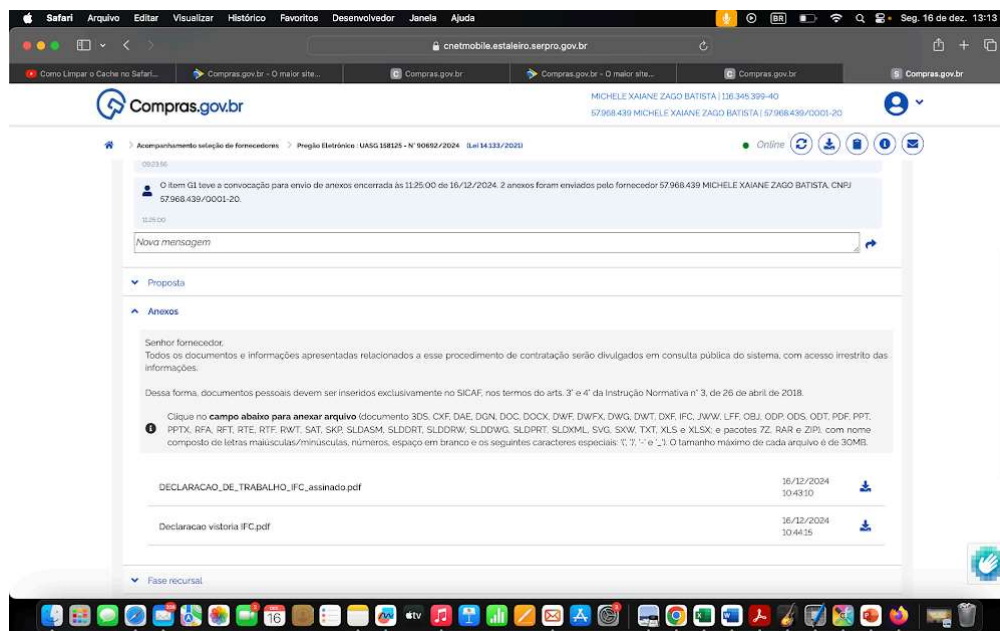 Safari Arquivo Editar Visualizar Histórico Favoritos Desenvolvedor Janela Ajuda BR Seg. 16 de dez. 13:13
cnetmobile.estaleiro.serpro.gov.br
Como Limpar o Cache no Safari... Compras.gov.br - O maior site... Compras.gov.br Compras.gov.br - O maior site... Compras.gov.br Compras.gov.br
Compras.gov.br
MICHELE XAIANE ZAGO BATISTA | 116.345.399-40
57.968.439 MICHELE XAIANE ZAGO BATISTA | 57.968.439/0001-20
Acompanhamento seleção de fornecedores Pregão Eletrônico : UASG 158125 - N° 90692/2024 (Lei 14.133/2021) Online
09:23:56
O item G1 teve a convocação para envio de anexos encerrada às 11:25:00 de 16/12/2024. 2 anexos foram enviados pelo fornecedor 57.968.439 MICHELE XAIANE ZAGO BATISTA, CNPJ
57.968.439/0001-20.
11:25:00
Nova mensagem
Proposta
Anexos
Senhor fornecedor,
Todos os documentos e informações apresentadas relacionados a esse procedimento de contratação serão divulgados em consulta pública do sistema, com acesso irrestrito das
informações.
Dessa forma, documentos pessoais devem ser inseridos exclusivamente no SICAF, nos termos do arts. 3° e 4° da Instrução Normativa n° 3, de 26 de abril de 2018.
Clique no campo abaixo para anexar arquivo (documento 3DS, CXF, DAE, DGN, DOC, DOCX, DWF, DWFX, DWG, DWT, DXF, IFC, JWW, LFF, OBJ, ODP, ODS, ODT, PDF, PPT,
PPTX, RFA, RFT, RTE, RTF, RWT, SAT, SKP, SLDASM, SLDDRT, SLDDRW, SLDDWG, SLDPRT, SLDXML, SVG, SXW, TXT, XLS e XLSX; e pacotes 7Z, RAR e ZIP), com nome
composto de letras maiúsculas/minúsculas, números, espaço em branco e os seguintes caracteres especiais: '(', ')', '-' e '_'). O tamanho máximo de cada arquivo é de 30MB.
DECLARACAO_DE_TRABALHO_IFC_assinado.pdf 16/12/2024
10:43:10
Declaracao vistoria IFC.pdf 16/12/2024
10:44:15
Fase recursal
DEZ.
16
tv